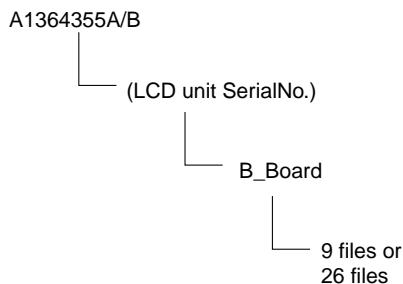 A1364355A/B
(LCD unit SerialNo.)
B_Board
9 files or
26 files